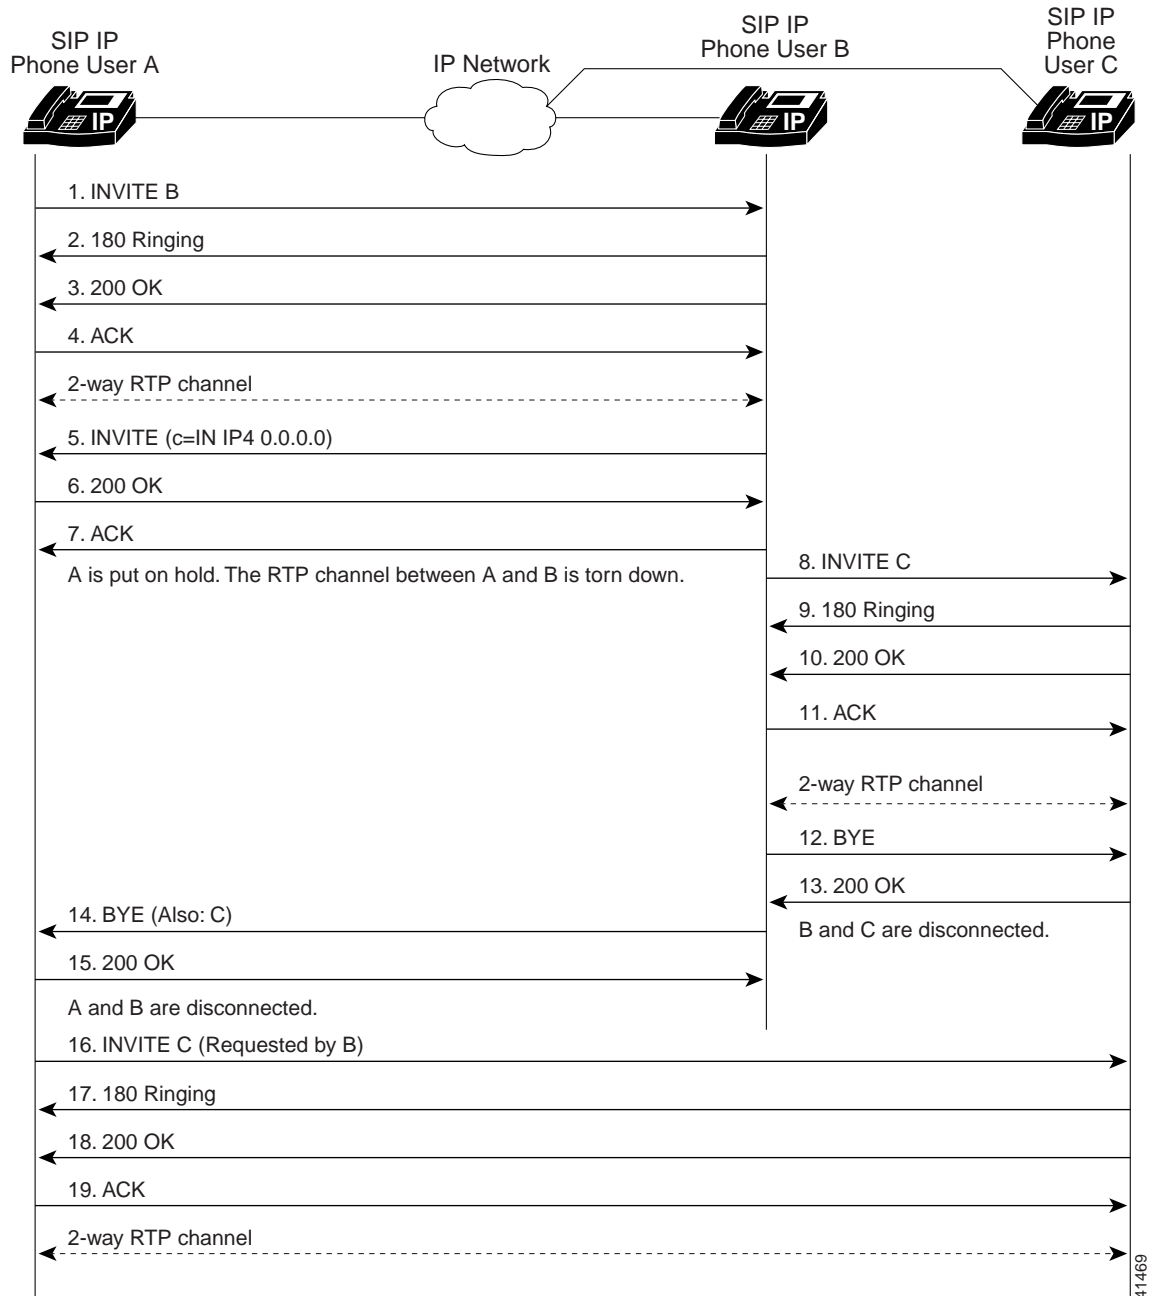 SIP IP
Phone User A
IP Network
SIP IP
Phone User B
SIP IP
Phone
User C
IP
IP
IP
1. INVITE B
2. 180 Ringing
3. 200 OK
4. ACK
2-way RTP channel
5. INVITE (c=IN IP4 0.0.0.0)
6. 200 OK
7. ACK
A is put on hold. The RTP channel between A and B is torn down.
8. INVITE C
9. 180 Ringing
10. 200 OK
11. ACK
2-way RTP channel
12. BYE
13. 200 OK
B and C are disconnected.
14. BYE (Also: C)
15. 200 OK
A and B are disconnected.
16. INVITE C (Requested by B)
17. 180 Ringing
18. 200 OK
19. ACK
2-way RTP channel
41469